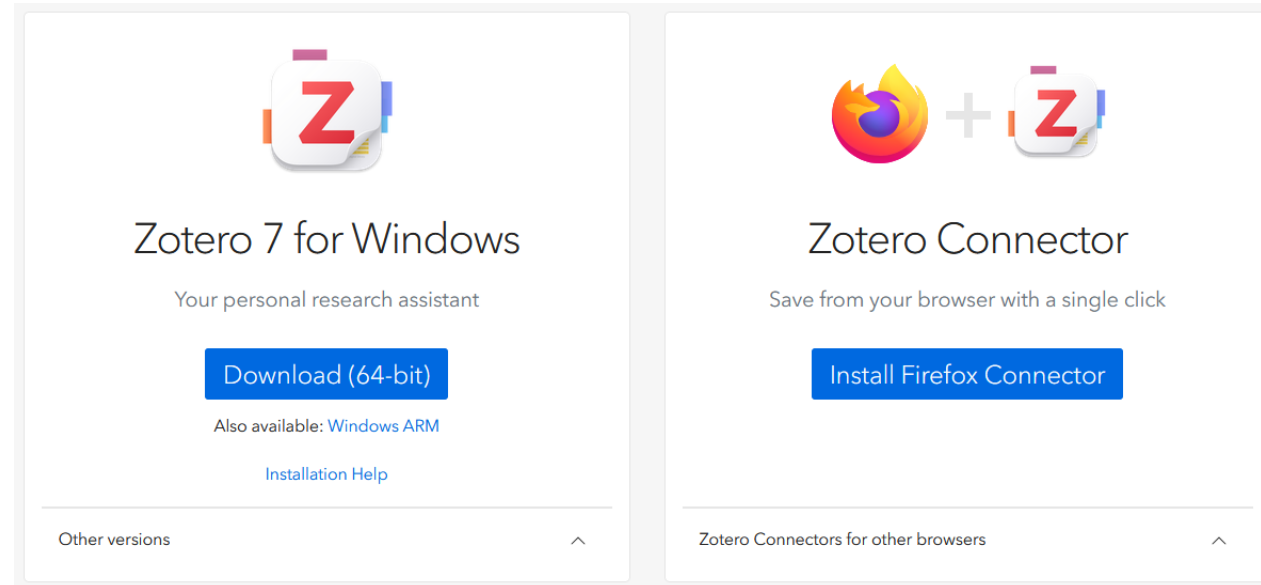 Z
Zotero 7 for Windows
Your personal research assistant
Download (64-bit)
Also available: Windows ARM
Installation Help
Other versions
Z
Zotero Connector
Save from your browser with a single click
Install Firefox Connector
Zotero Connectors for other browsers